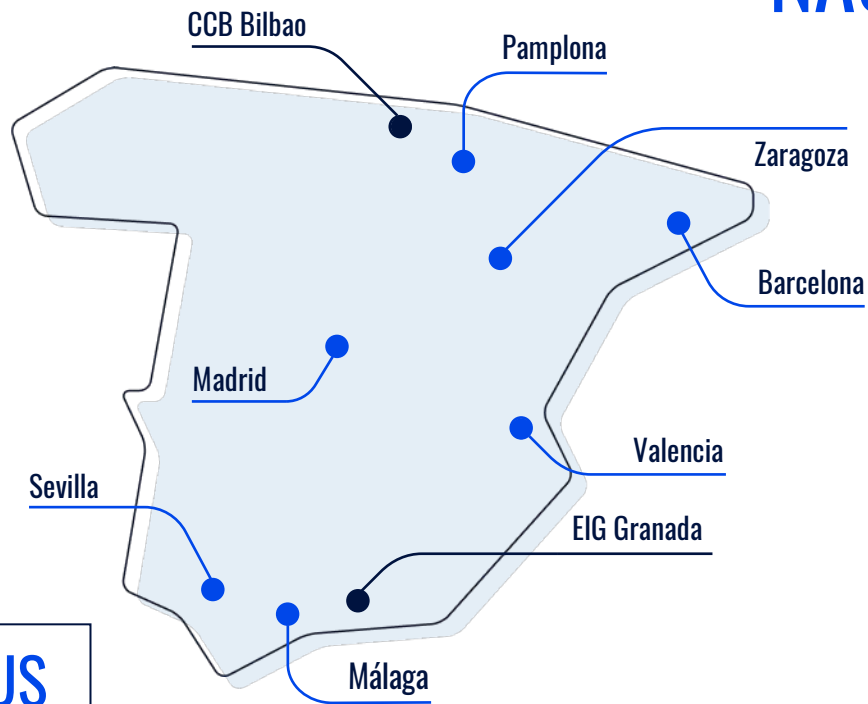 CCB Bilbao
Pamplona
Zaragoza
Barcelona
Madrid
Valencia
Sevilla
EIG Granada
Málaga